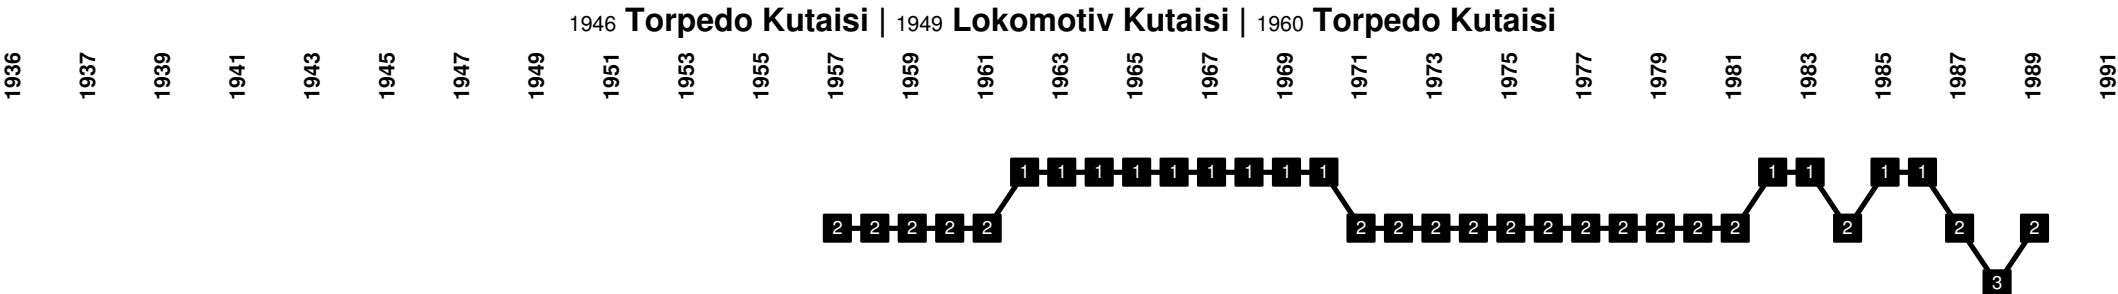 1946 Torpedo Kutaisi | 1949 Lokomotiv Kutaisi | 1960 Torpedo Kutaisi
1936 1937 1939 1941 1943 1945 1947 1949 1951 1953 1955 1957 1959 1961 1963 1965 1967 1969 1971 1973 1975 1977 1979 1981 1983 1985 1987 1989 1991
1 1 1 1 1 1 1 1 1 1 1 1 1
2 2 2 2 2 2 2 2 2 2 2 2 2 2 2 2 2 2 2
3